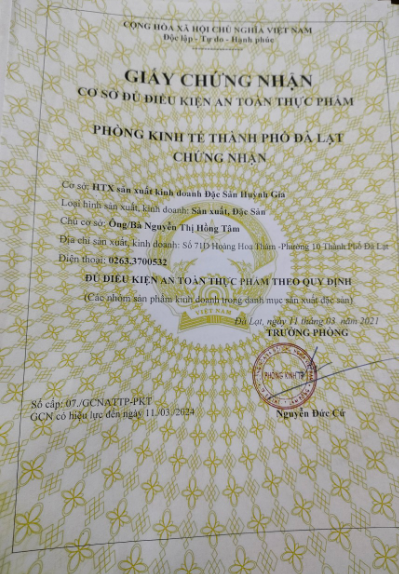 CỘNG HÒA XÃ HỘI CHỦ NGHĨA VIỆT NAM
Độc lập - Tự do - Hạnh phúc
GIẤY CHỨNG NHẬN
CƠ SỞ ĐỦ ĐIỀU KIỆN AN TOÀN THỰC PHẨM
PHÒNG KINH TẾ THÀNH PHỐ ĐÀ LẠT
CHỨNG NHẬN
Cơ sở: HTX sản xuất kinh doanh Đặc Sản Huỳnh Gia
Loại hình sản xuất, kinh doanh: Sản xuất, Đặc Sản
Chủ cơ sở: Ông/Bà Nguyễn Thị Hồng Tâm
Địa chỉ sản xuất, kinh doanh: Số 71D Hoàng Hoa Thám -Phường 10 Thành Phố Đà Lạt
Điện thoại: 0263.3700532
ĐỦ ĐIỀU KIỆN AN TOÀN THỰC PHẨM THEO QUY ĐỊNH
(Các nhóm sản phẩm kinh doanh trong danh mục sản xuất đặc sản)
VIỆT NAM
Đà Lạt, ngày 11 tháng 03 năm 2021
TRƯỞNG PHÒNG
PHÒNG KINH TẾ
Số cấp: 07./GCNATTP-PKT
GCN có hiệu lực đến ngày 11/03/2024
Nguyễn Đức Cứ